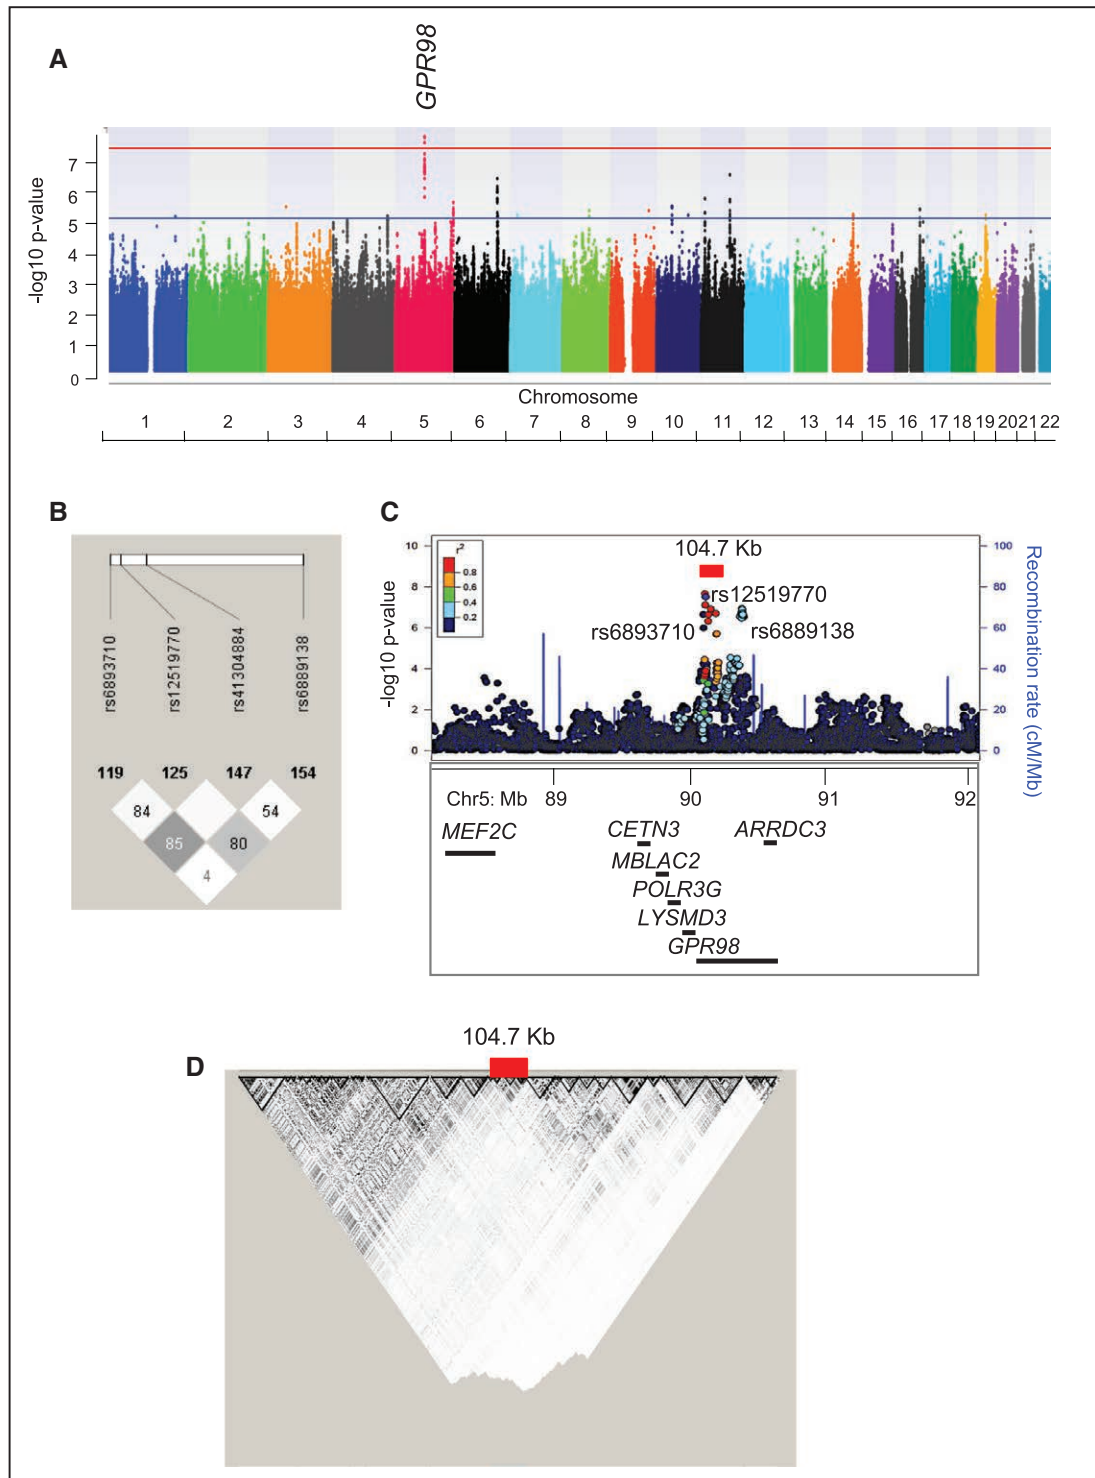 A
GPR98
-log10 p-value
7
6
5
4
3
2
1
0
Chromosome
1 2 3 4 5 6 7 8 9 10 11 12 13 14 15 16 17 18 19 20 21 22
B
rs6893710
rs12519770
rs41304884
rs6889138
119 125 147 154
84 54
85 80
4
C
104.7 Kb
r2
0.8
0.6
0.4
0.2
rs12519770
rs6893710
rs6889138
-log10 p-value
10
8
6
4
2
0
100
80
60
40
20
0
Recombination rate (cM/Mb)
Chr5: Mb 89 90 91 92
MEF2C CETN3 ARRDC3
MBLAC2
POLR3G
LYSMD3
GPR98
D
104.7 Kb